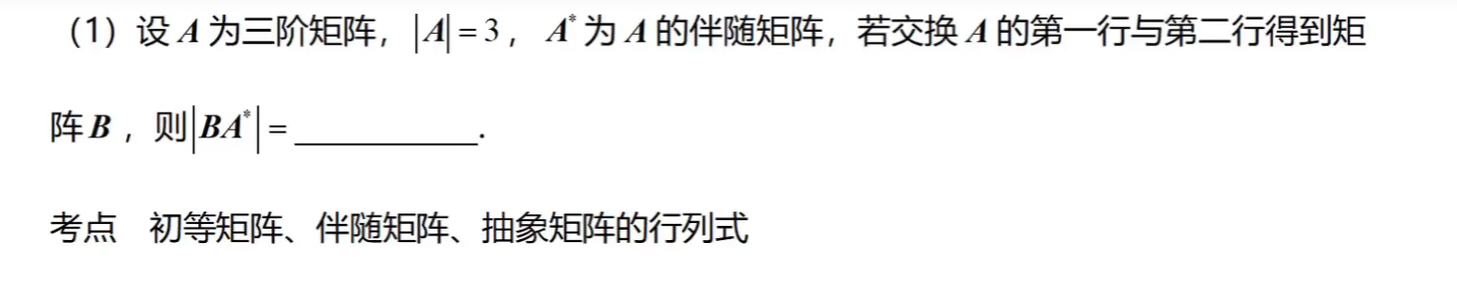 （1）设 A 为三阶矩阵，|A| = 3，A* 为 A 的伴随矩阵，若交换 A 的第一行与第二行得到矩
阵 B，则|BA*| = ________.
考点 初等矩阵、伴随矩阵、抽象矩阵的行列式